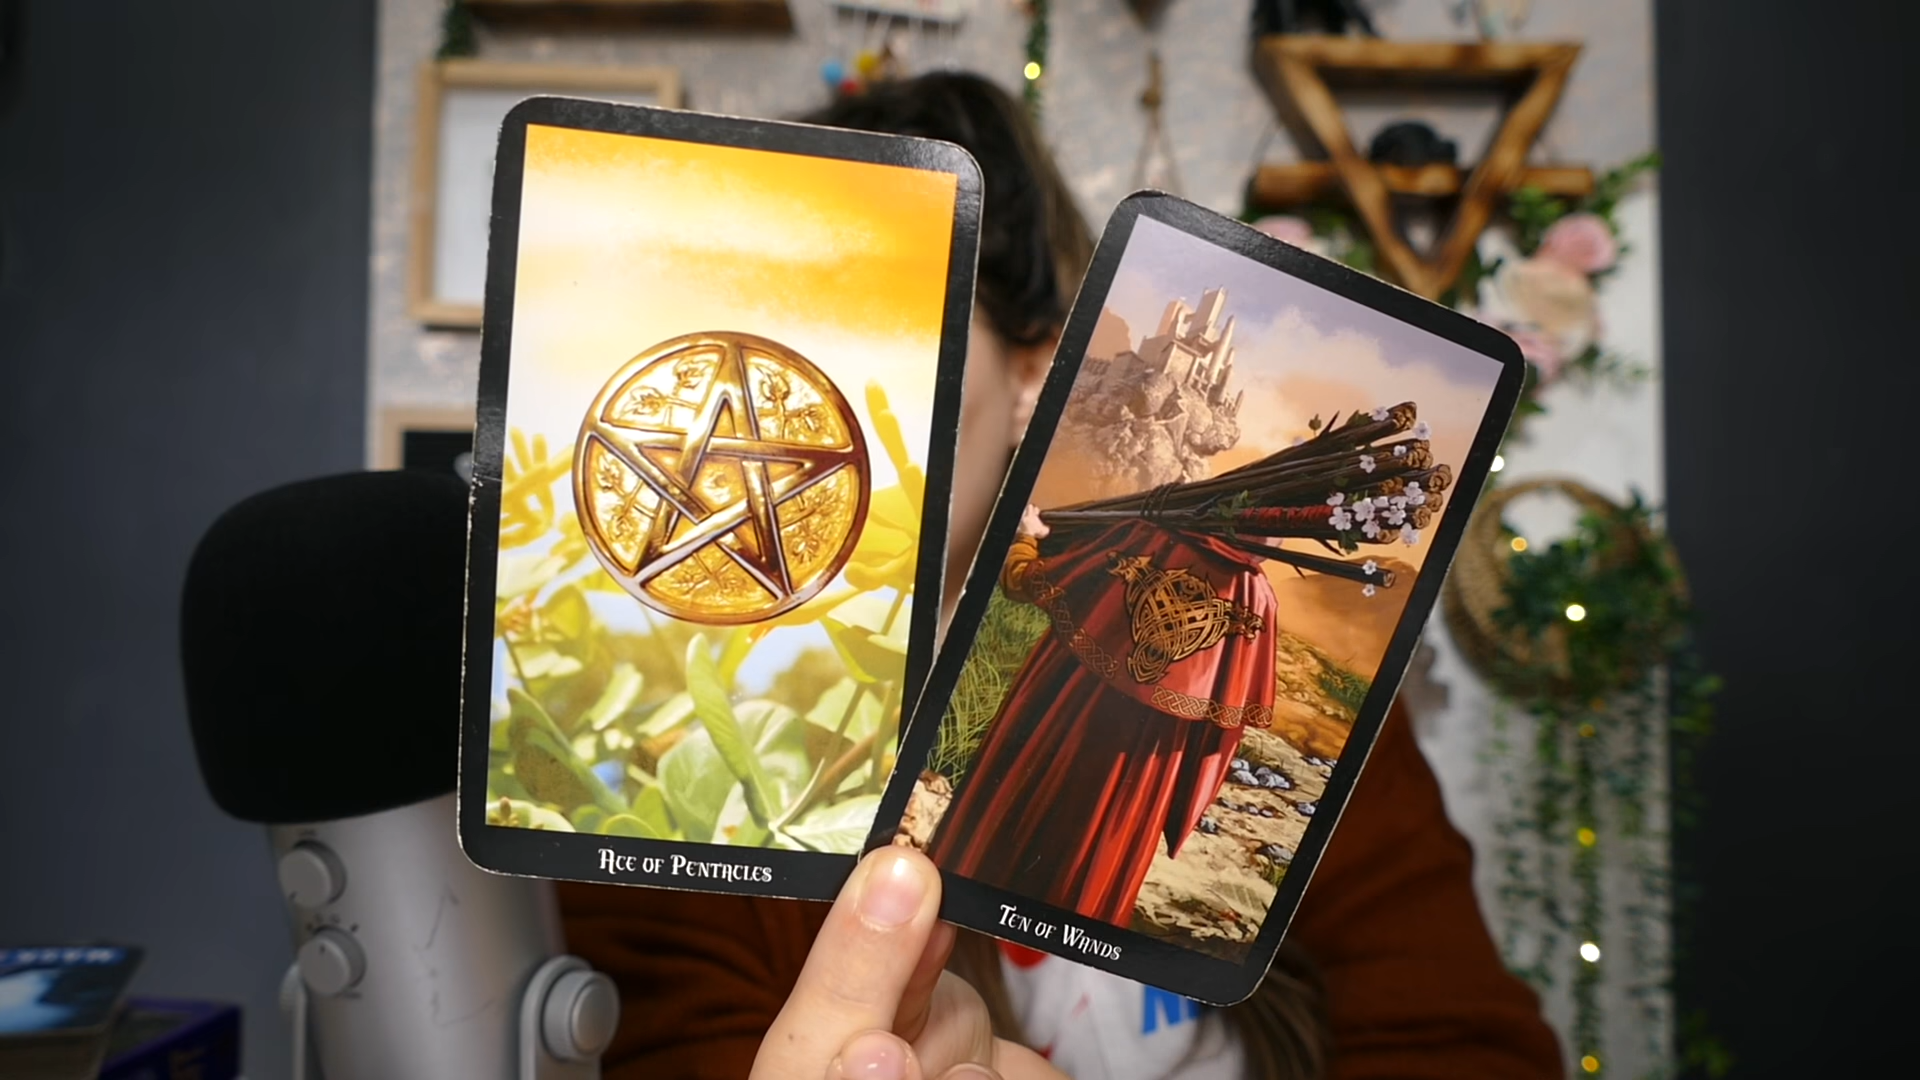 Ace of Pentacles
Ten of Wands